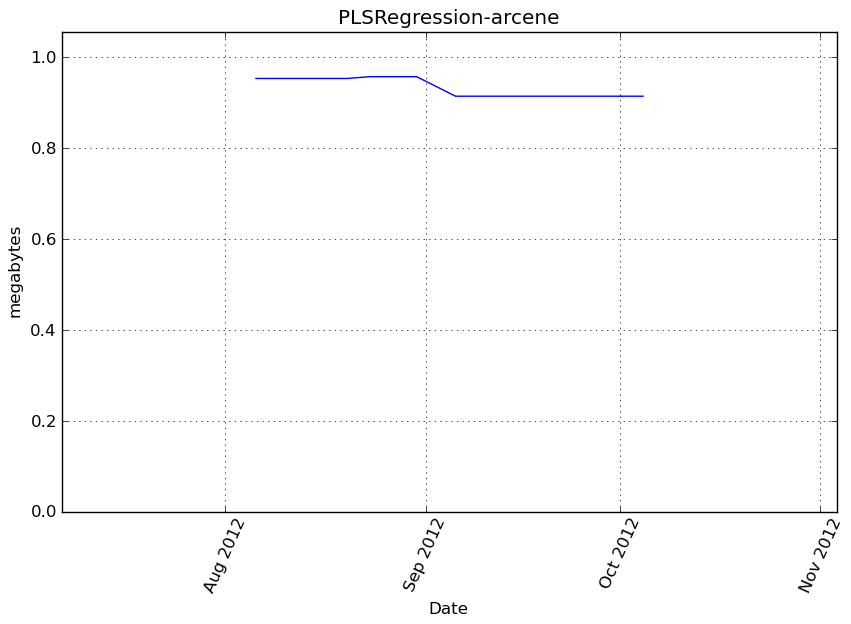 PLSRegression-arcene
1.0
0.8
0.6
0.4
0.2
0.0
megabytes
Aug 2012
Sep 2012
Oct 2012
Nov 2012
Date